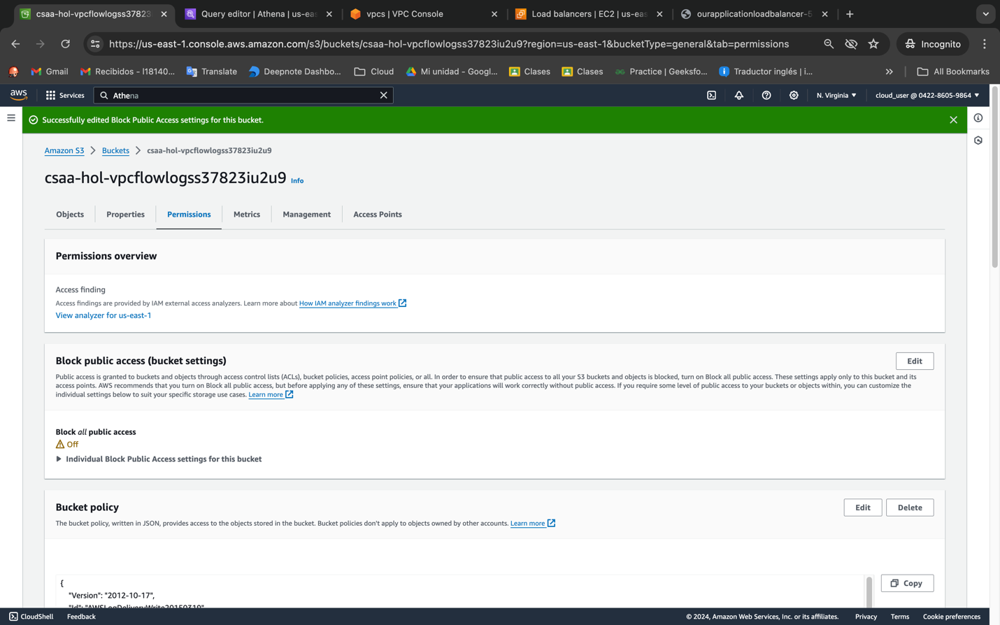 csaa-hol-vpcflowlogss37823
Query editor | Athena | us-eas
vpcs | VPC Console
Load balancers | EC2 | us-eas
ourapplicationloadbalancer-5
https://us-east-1.console.aws.amazon.com/s3/buckets/csaa-hol-vpcflowlogss37823iu2u9?region=us-east-1&bucketType=general&tab=permissions
Incognito
Gmail
Recibidos - l18140...
Translate
Deepnote Dashbo...
Cloud
Mi unidad - Googl...
Clases
Clases
Practice | Geeksfo...
Traductor inglés | i...
All Bookmarks
aws
Services
Athena
N. Virginia
cloud_user @ 0422-8605-9864
Successfully edited Block Public Access settings for this bucket.
Amazon S3 > Buckets > csaa-hol-vpcflowlogss37823iu2u9
csaa-hol-vpcflowlogss37823iu2u9 Info
Objects
Properties
Permissions
Metrics
Management
Access Points
Permissions overview
Access finding
Access findings are provided by IAM external access analyzers. Learn more about How IAM analyzer findings work
View analyzer for us-east-1
Block public access (bucket settings)
Edit
Public access is granted to buckets and objects through access control lists (ACLs), bucket policies, access point policies, or all. In order to ensure that public access to all your S3 buckets and objects is blocked, turn on Block all public access. These settings apply only to this bucket and its
access points. AWS recommends that you turn on Block all public access, but before applying any of these settings, ensure that your applications will work correctly without public access. If you require some level of public access to your buckets or objects within, you can customize the
individual settings below to suit your specific storage use cases. Learn more
Block all public access
Off
Individual Block Public Access settings for this bucket
Bucket policy
Edit
Delete
The bucket policy, written in JSON, provides access to the objects stored in the bucket. Bucket policies don't apply to objects owned by other accounts. Learn more
Copy
{
"Version": "2012-10-17",
"Id": "AWSLogDeliveryWrite20150319",
CloudShell
Feedback
© 2024, Amazon Web Services, Inc. or its affiliates.
Privacy
Terms
Cookie preferences